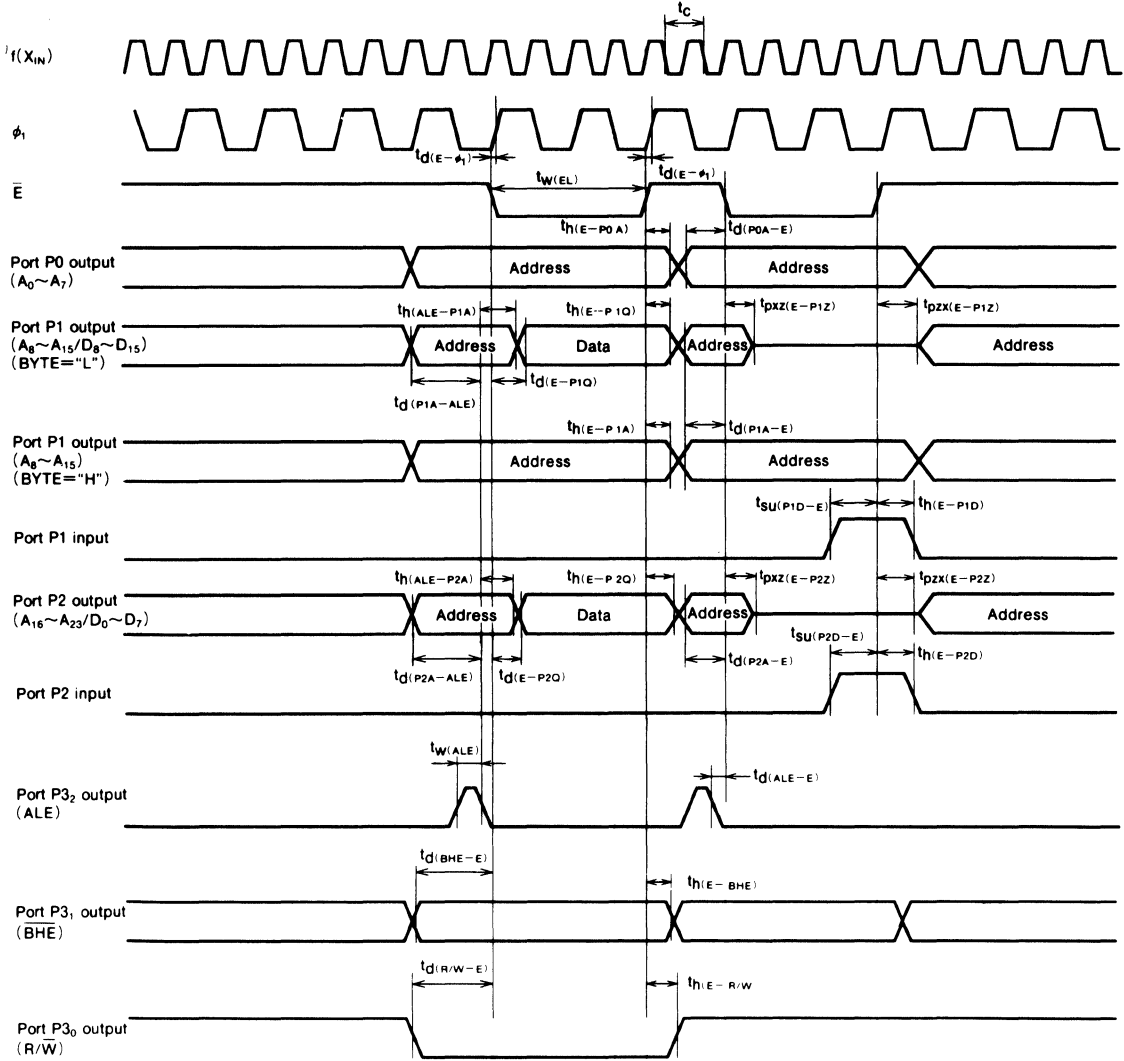 tC
f(XIN)
ϕ1
td(E−ϕ1)
tw(EL)
td(E−ϕ1)
E̅
th(E−P0A)
td(P0A−E)
Port P0 output
(A0~A7)
Address
Address
th(ALE−P1A)
th(E−P1Q)
tpxz(E−P1Z)
tpzx(E−P1Z)
Port P1 output
(A8~A15/D8~D15)
(BYTE="L")
Address
Data
Address
Address
td(P1A−ALE)
td(E−P1Q)
th(E−P1A)
td(P1A−E)
Port P1 output
(A8~A15)
(BYTE="H")
Address
Address
tsu(P1D−E)
th(E−P1D)
Port P1 input
th(ALE−P2A)
th(E−P2Q)
tpxz(E−P2Z)
tpzx(E−P2Z)
Port P2 output
(A16~A23/D0~D7)
Address
Data
Address
Address
tsu(P2D−E)
th(E−P2D)
td(P2A−ALE)
td(E−P2Q)
td(P2A−E)
Port P2 input
tw(ALE)
td(ALE−E)
Port P32 output
(ALE)
td(BHE−E)
th(E−BHE)
Port P31 output
(B̅H̅E̅)
td(R/W−E)
th(E−R/W
Port P30 output
(R/W̅)